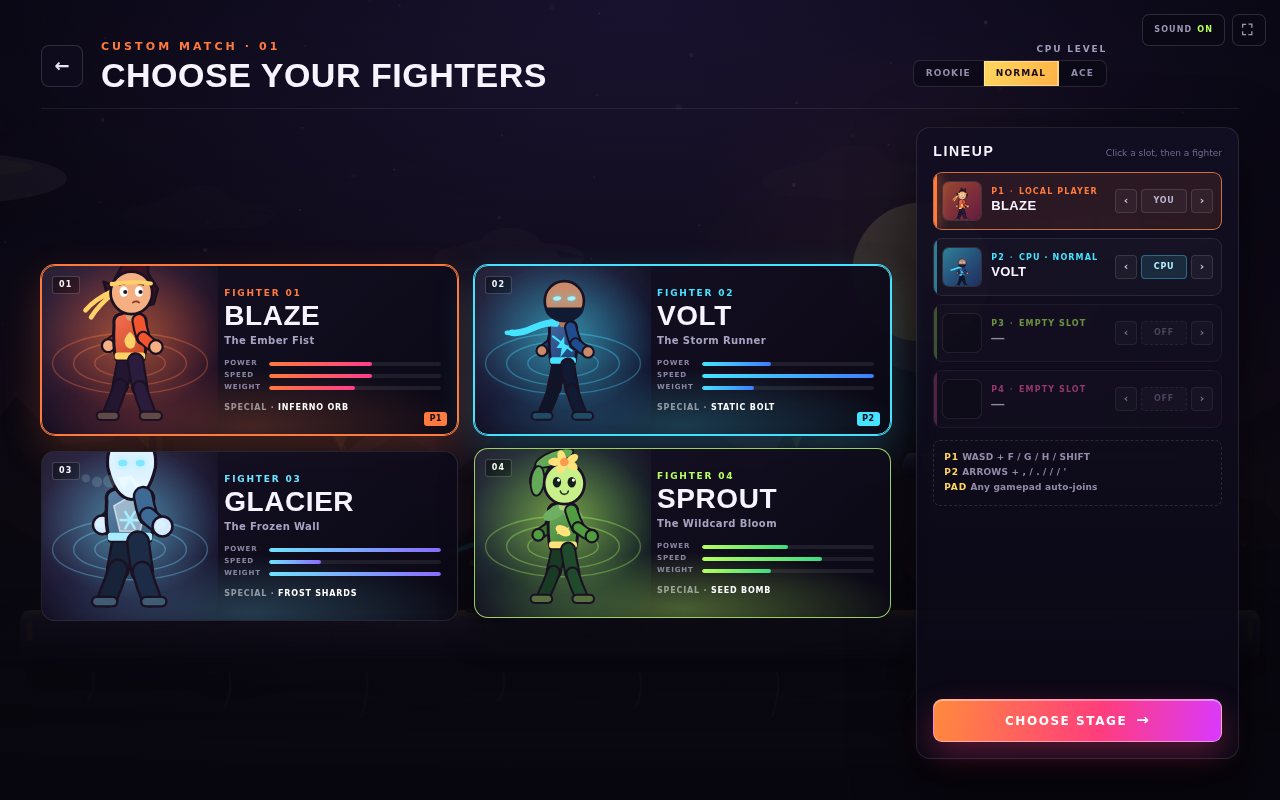 SOUND ON
←
CUSTOM MATCH · 01
CHOOSE YOUR FIGHTERS
CPU LEVEL
ROOKIE NORMAL ACE
01
FIGHTER 01
BLAZE
The Ember Fist
POWER
SPEED
WEIGHT
SPECIAL · INFERNO ORB
P1
02
FIGHTER 02
VOLT
The Storm Runner
POWER
SPEED
WEIGHT
SPECIAL · STATIC BOLT
P2
03
FIGHTER 03
GLACIER
The Frozen Wall
POWER
SPEED
WEIGHT
SPECIAL · FROST SHARDS
04
FIGHTER 04
SPROUT
The Wildcard Bloom
POWER
SPEED
WEIGHT
SPECIAL · SEED BOMB
LINEUP
Click a slot, then a fighter
P1 · LOCAL PLAYER
BLAZE
‹ YOU ›
P2 · CPU · NORMAL
VOLT
‹ CPU ›
P3 · EMPTY SLOT
—
‹ OFF ›
P4 · EMPTY SLOT
—
‹ OFF ›
P1 WASD + F / G / H / SHIFT
P2 ARROWS + , / . / / / '
PAD Any gamepad auto-joins
CHOOSE STAGE →